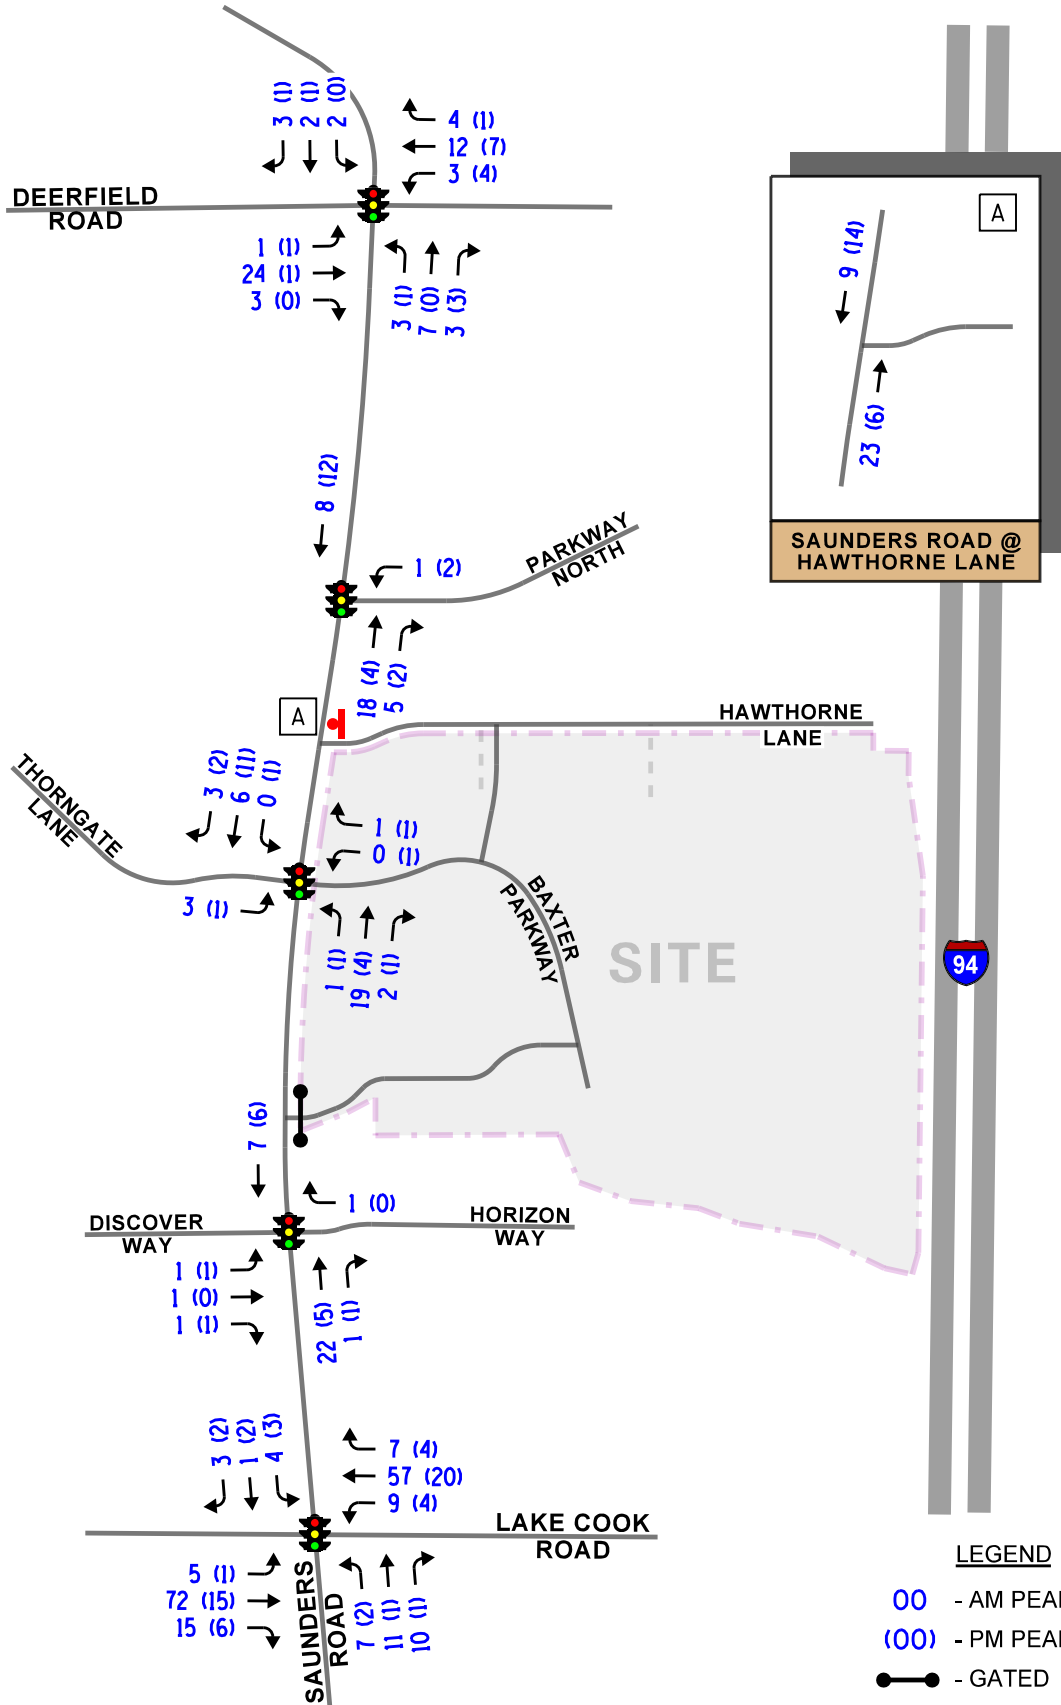 3 (1)
2 (1)
2 (0)
4 (1)
12 (7)
3 (4)
DEERFIELD
ROAD
1 (1)
24 (1)
3 (0)
3 (1)
7 (0)
3 (3)
A
9 (14)
23 (6)
SAUNDERS ROAD @
HAWTHORNE LANE
8 (12)
PARKWAY
NORTH
1 (2)
18 (4)
5 (2)
A
HAWTHORNE
LANE
THORNGATE
LANE
3 (2)
6 (11)
0 (1)
1 (1)
0 (1)
3 (1)
1 (1)
19 (4)
2 (1)
BAXTER
PARKWAY
SITE
94
7 (6)
1 (0)
DISCOVER
WAY
HORIZON
WAY
1 (1)
1 (0)
1 (1)
22 (5)
1 (1)
3 (2)
1 (2)
4 (3)
7 (4)
57 (20)
9 (4)
LAKE COOK
ROAD
5 (1)
72 (15)
15 (6)
SAUNDERS
ROAD
7 (2)
11 (1)
10 (1)
LEGEND
00 - AM PEA
(00) - PM PEA
- GATED